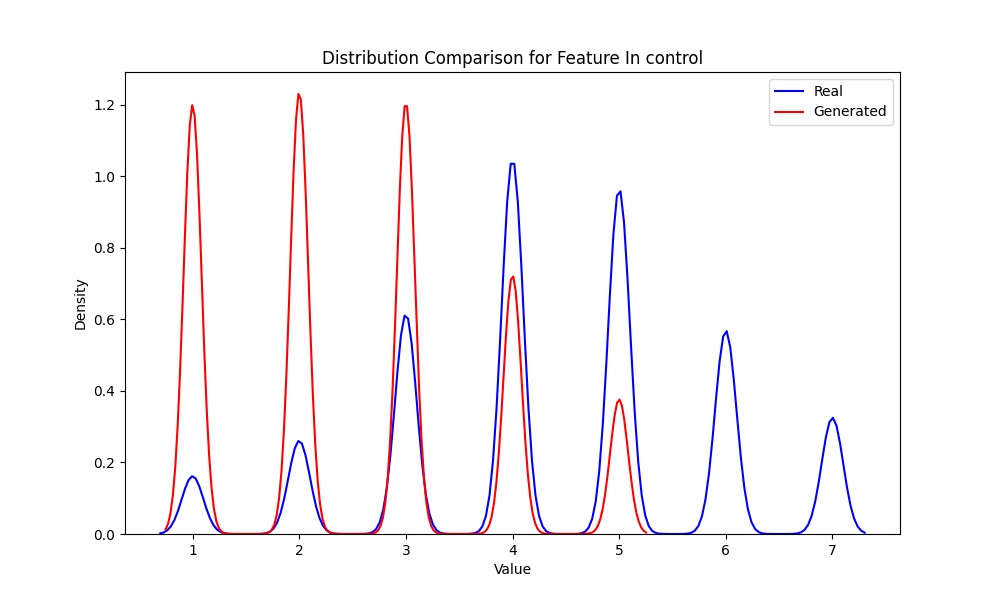 Distribution Comparison for Feature In control
Real
Generated
Density
1.2
1.0
0.8
0.6
0.4
0.2
0.0
1 2 3 4 5 6 7
Value